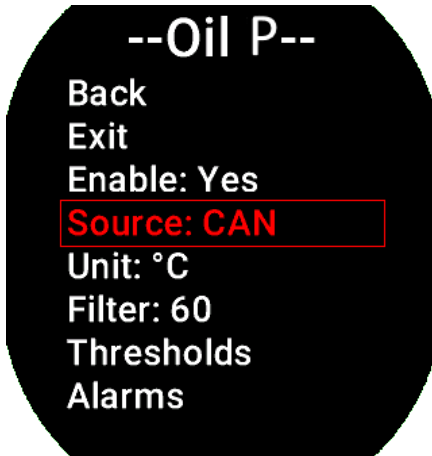 --Oil P--
Back
Exit
Enable: Yes
Source: CAN
Unit: °C
Filter: 60
Thresholds
Alarms